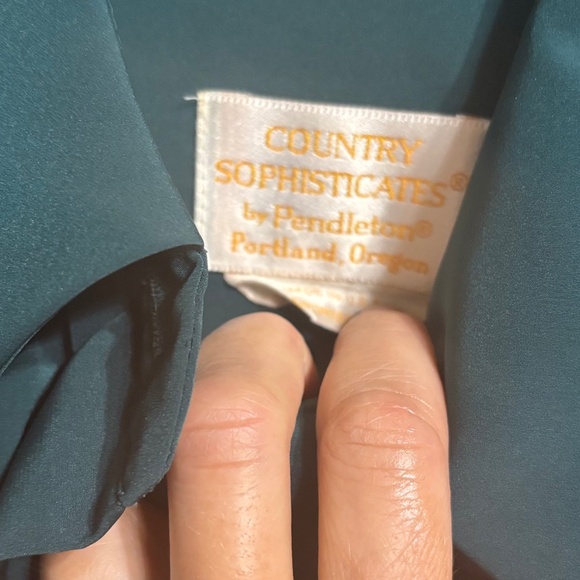 COUNTRY
SOPHISTICATES®
by Pendleton®
Portland, Oregon